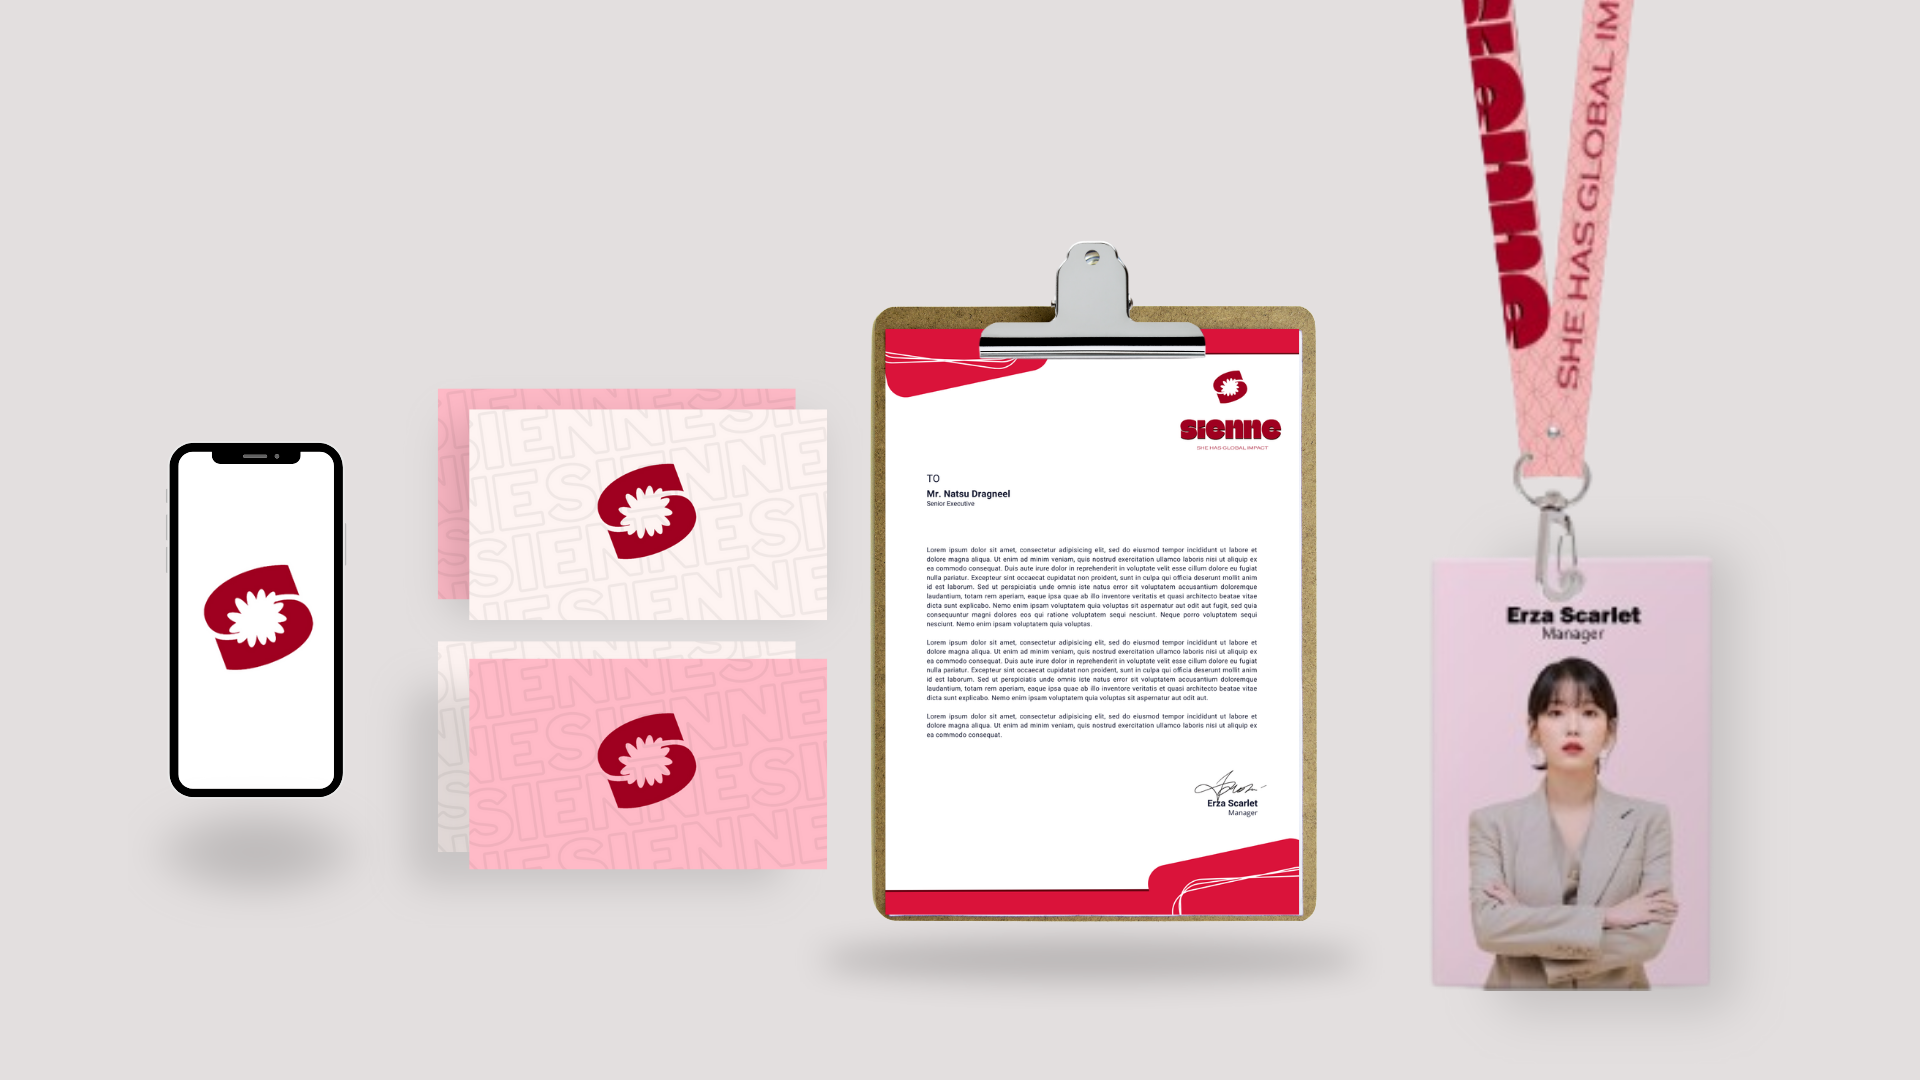 SIENNE
SIENNE
sienne
SHE HAS GLOBAL IMPACT
TO
Mr. Natsu Dragneel
Senior Executive
Lorem ipsum dolor sit amet, consectetur adipisicing elit, sed do eiusmod tempor incididunt ut labore et
dolore magna aliqua. Ut enim ad minim veniam, quis nostrud exercitation ullamco laboris nisi ut aliquip ex
ea commodo consequat. Duis aute irure dolor in reprehenderit in voluptate velit esse cillum dolore eu fugiat
nulla pariatur. Excepteur sint occaecat cupidatat non proident, sunt in culpa qui officia deserunt mollit anim
id est laborum. Sed ut perspiciatis unde omnis iste natus error sit voluptatem accusantium doloremque
laudantium, totam rem aperiam, eaque ipsa quae ab illo inventore veritatis et quasi architecto beatae vitae
dicta sunt explicabo. Nemo enim ipsam voluptatem quia voluptas sit aspernatur aut odit aut fugit, sed quia
consequuntur magni dolores eos qui ratione voluptatem sequi nesciunt. Neque porro voluptatem sequi
nesciunt. Nemo enim ipsam voluptatem quia voluptas.
Lorem ipsum dolor sit amet, consectetur adipisicing elit, sed do eiusmod tempor incididunt ut labore et
dolore magna aliqua. Ut enim ad minim veniam, quis nostrud exercitation ullamco laboris nisi ut aliquip ex
ea commodo consequat. Duis aute irure dolor in reprehenderit in voluptate velit esse cillum dolore eu fugiat
nulla pariatur. Excepteur sint occaecat cupidatat non proident, sunt in culpa qui officia deserunt mollit anim
id est laborum. Sed ut perspiciatis unde omnis iste natus error sit voluptatem accusantium doloremque
laudantium, totam rem aperiam, eaque ipsa quae ab illo inventore veritatis et quasi architecto beatae vitae
dicta sunt explicabo. Nemo enim ipsam voluptatem quia voluptas sit aspernatur aut odit aut.
Lorem ipsum dolor sit amet, consectetur adipisicing elit, sed do eiusmod tempor incididunt ut labore et
dolore magna aliqua. Ut enim ad minim veniam, quis nostrud exercitation ullamco laboris nisi ut aliquip ex
ea commodo consequat.
Erza Scarlet
Manager
ienne
SHE HAS GLOBAL IM
Erza Scarlet
Manager